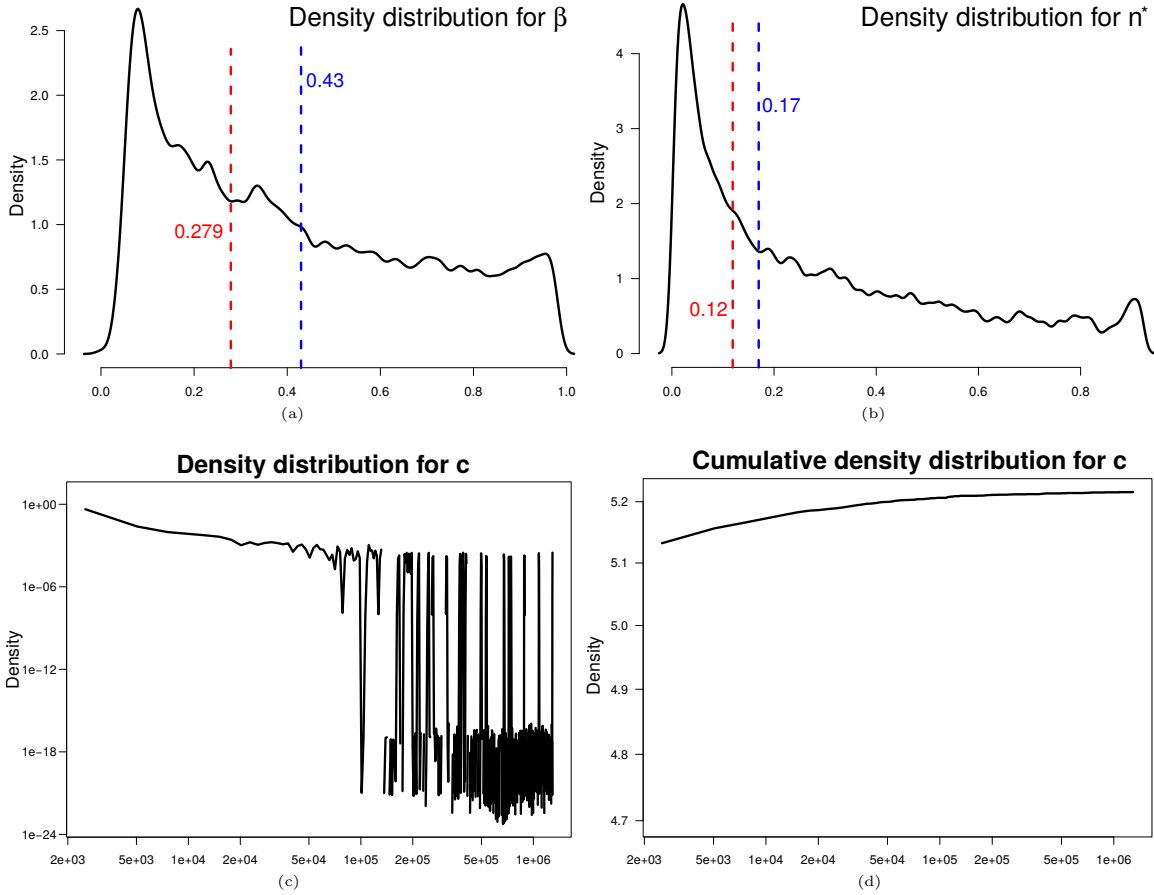 Density distribution for β
Density
2.5
2.0
1.5
1.0
0.5
0.0
0.43
0.279
0.0 0.2 0.4 0.6 0.8 1.0
(a)
Density distribution for n*
Density
4
3
2
1
0
0.17
0.12
0.0 0.2 0.4 0.6 0.8
(b)
Density distribution for c
Density
1e+00
1e−06
1e−12
1e−18
1e−24
2e+03 5e+03 1e+04 2e+04 5e+04 1e+05 2e+05 5e+05 1e+06
(c)
Cumulative density distribution for c
Density
5.2
5.1
5.0
4.9
4.8
4.7
2e+03 5e+03 1e+04 2e+04 5e+04 1e+05 2e+05 5e+05 1e+06
(d)